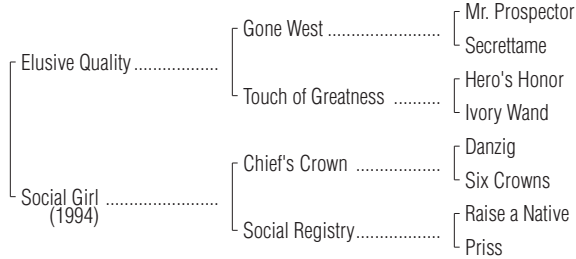 Mr. Prospector
Gone West ....................
Secrettame
Elusive Quality ...............
Hero's Honor
Touch of Greatness ..........
Ivory Wand
Danzig
Chief's Crown ...............
Six Crowns
Social Girl ....................
(1994)
Raise a Native
Social Registry.................
Priss